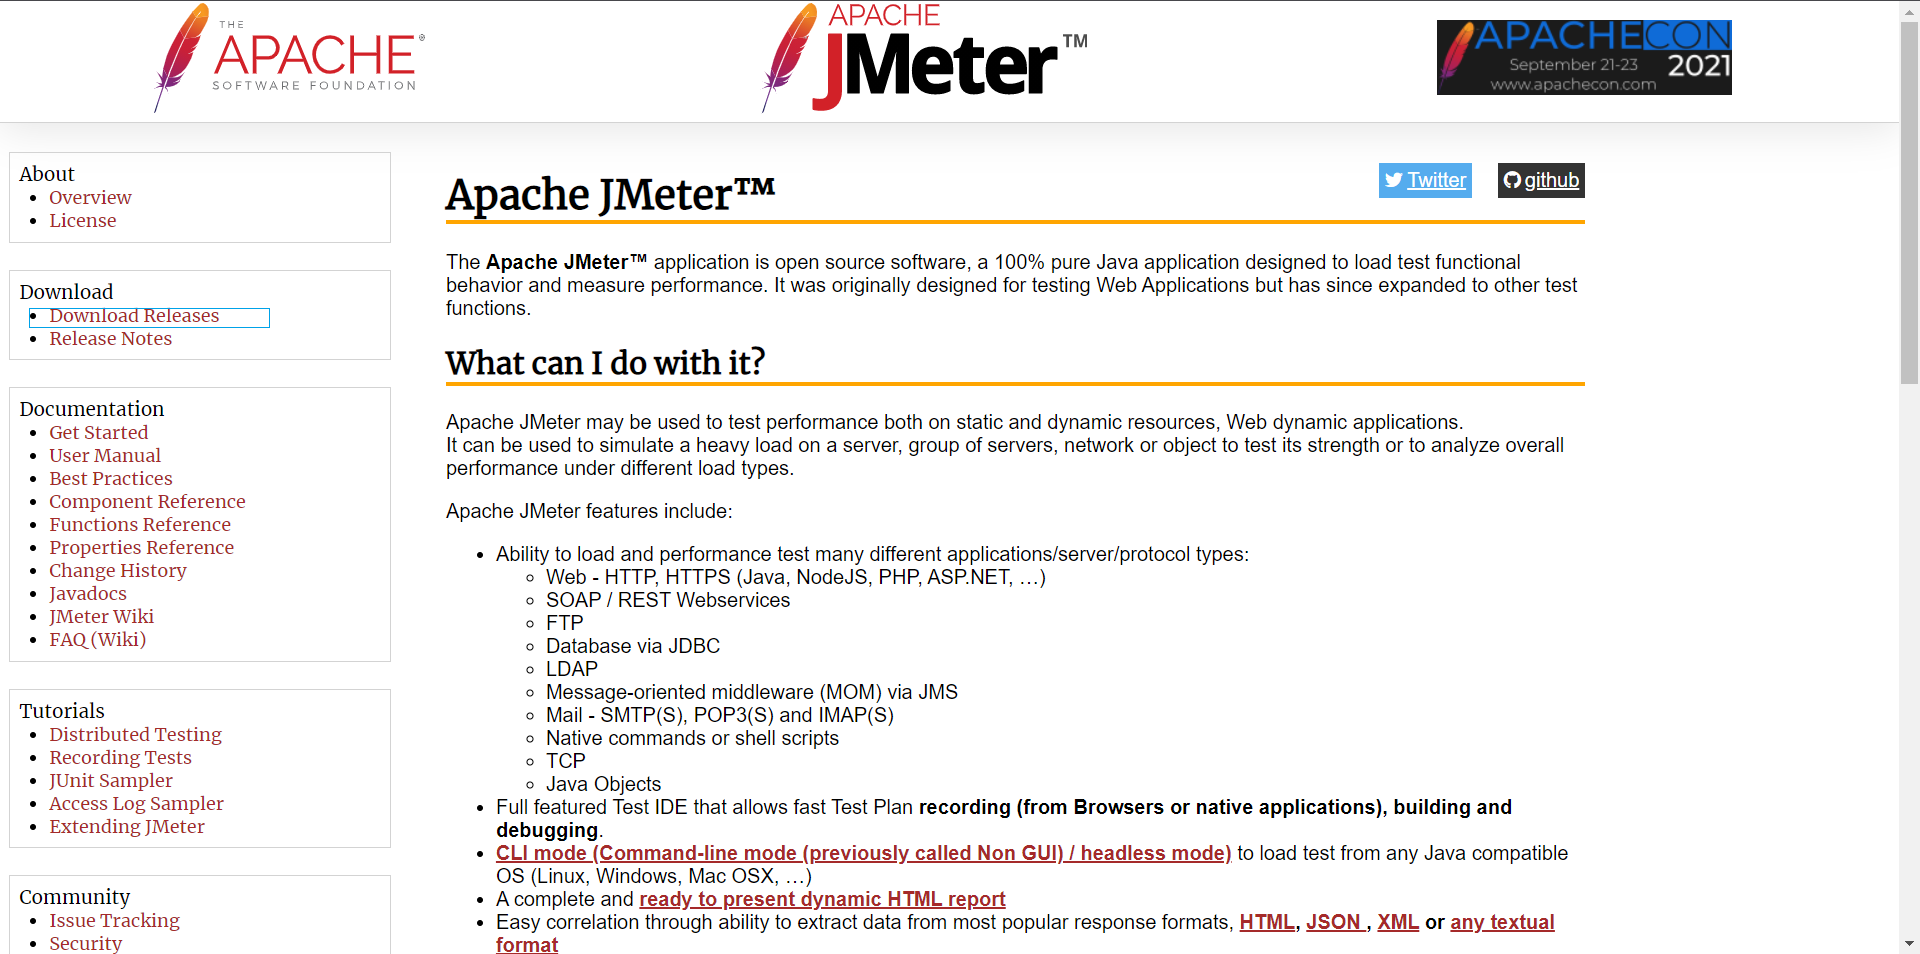 THE
APACHE®
SOFTWARE FOUNDATION
APACHE
JMeter™
APACHECON
September 21-23
2021
www.apachecon.com
About
Overview
License
Download
Download Releases
Release Notes
Documentation
Get Started
User Manual
Best Practices
Component Reference
Functions Reference
Properties Reference
Change History
Javadocs
JMeter Wiki
FAQ (Wiki)
Tutorials
Distributed Testing
Recording Tests
JUnit Sampler
Access Log Sampler
Extending JMeter
Community
Issue Tracking
Security
Apache JMeter™
Twitter
github
The Apache JMeter™ application is open source software, a 100% pure Java application designed to load test functional
behavior and measure performance. It was originally designed for testing Web Applications but has since expanded to other test
functions.
What can I do with it?
Apache JMeter may be used to test performance both on static and dynamic resources, Web dynamic applications.
It can be used to simulate a heavy load on a server, group of servers, network or object to test its strength or to analyze overall
performance under different load types.
Apache JMeter features include:
Ability to load and performance test many different applications/server/protocol types:
Web - HTTP, HTTPS (Java, NodeJS, PHP, ASP.NET, …)
SOAP / REST Webservices
FTP
Database via JDBC
LDAP
Message-oriented middleware (MOM) via JMS
Mail - SMTP(S), POP3(S) and IMAP(S)
Native commands or shell scripts
TCP
Java Objects
Full featured Test IDE that allows fast Test Plan recording (from Browsers or native applications), building and
debugging.
CLI mode (Command-line mode (previously called Non GUI) / headless mode) to load test from any Java compatible
OS (Linux, Windows, Mac OSX, …)
A complete and ready to present dynamic HTML report
Easy correlation through ability to extract data from most popular response formats, HTML, JSON , XML or any textual
format